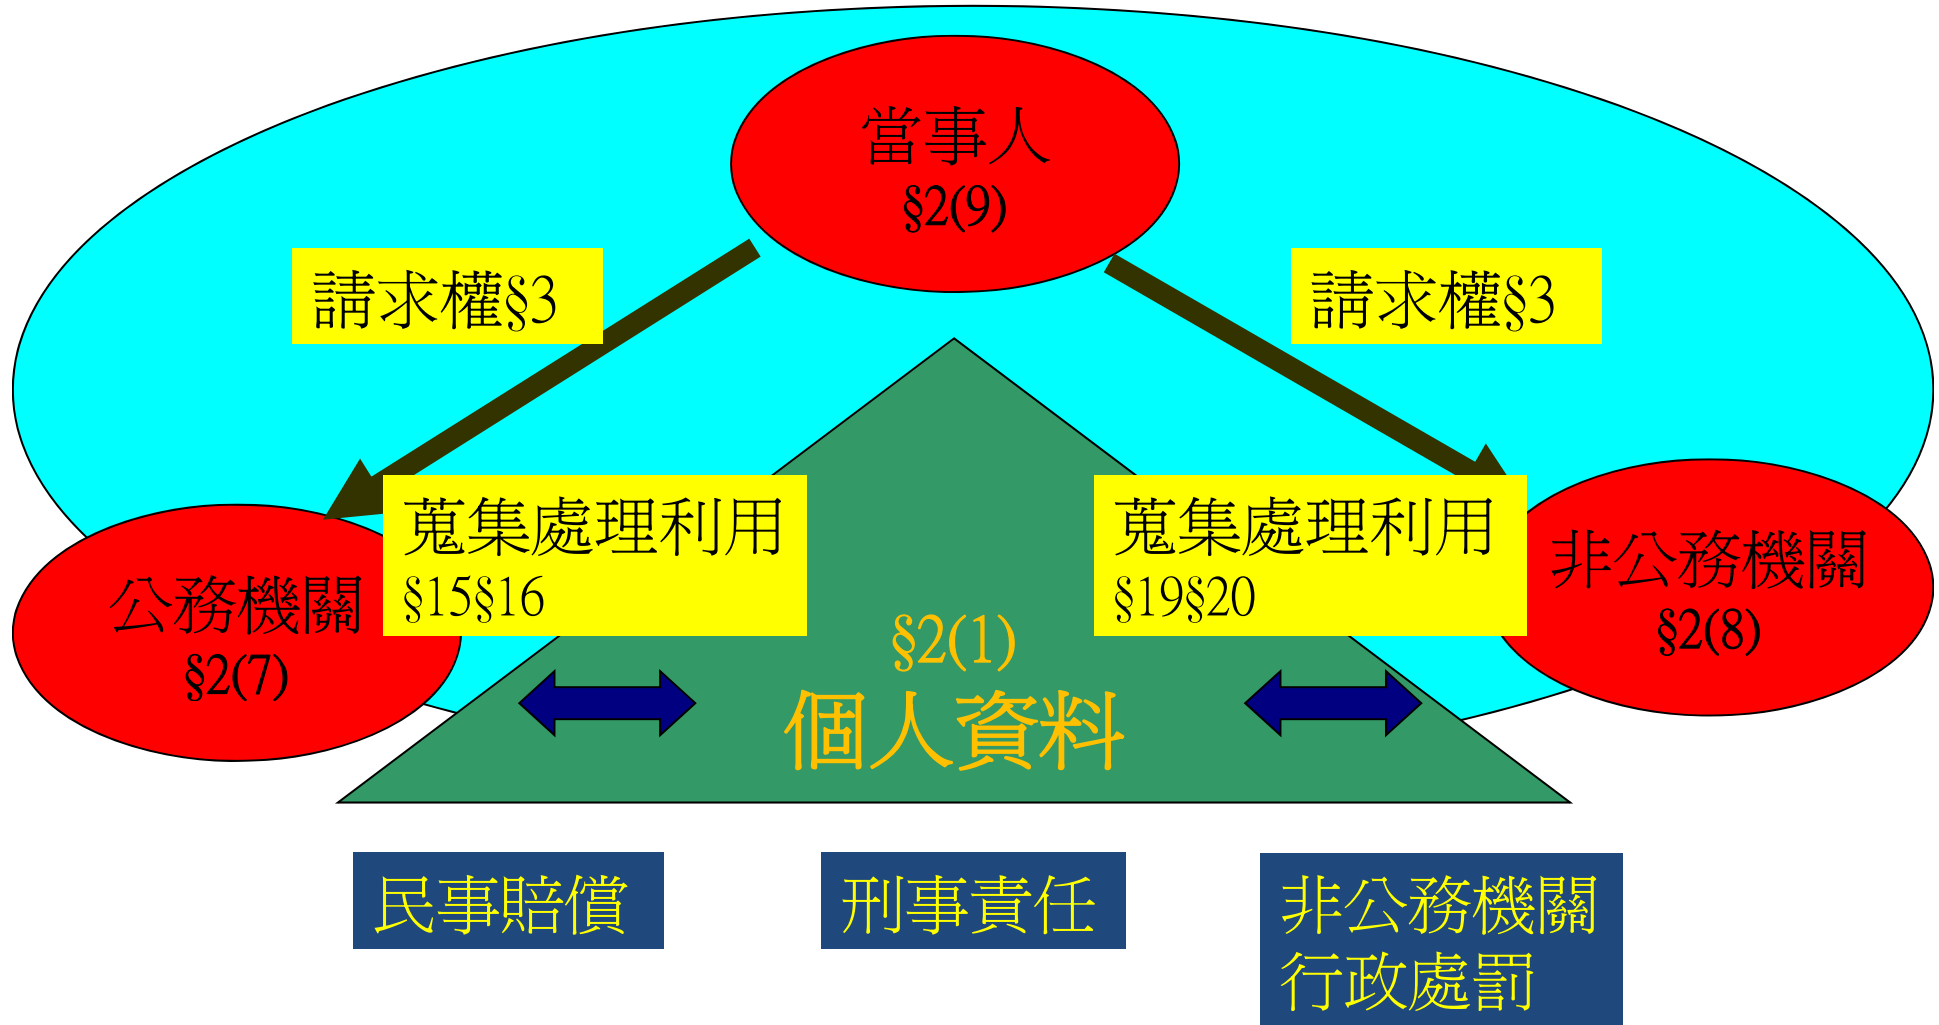 當事人
§2(9)
請求權§3
請求權§3
蒐集處理利用
§15§16
蒐集處理利用
§19§20
公務機關
§2(7)
非公務機關
§2(8)
§2(1)
個人資料
民事賠償
刑事責任
非公務機關
行政處罰